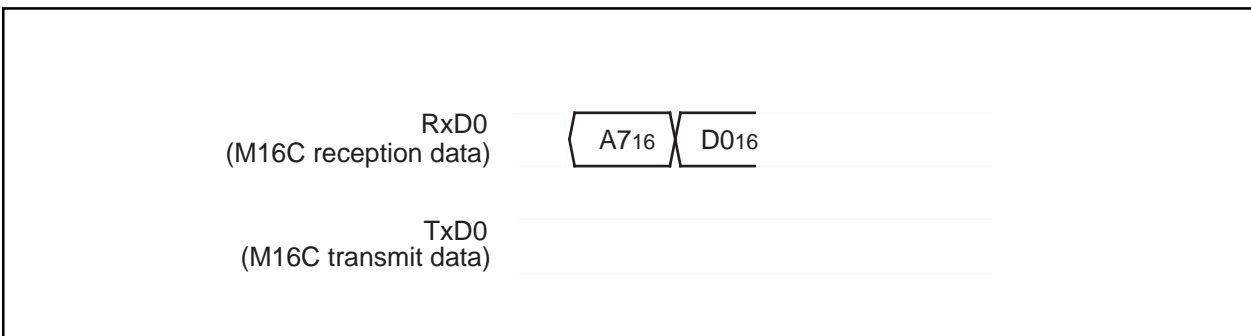 RxD0
(M16C reception data)
A716
D016
TxD0
(M16C transmit data)